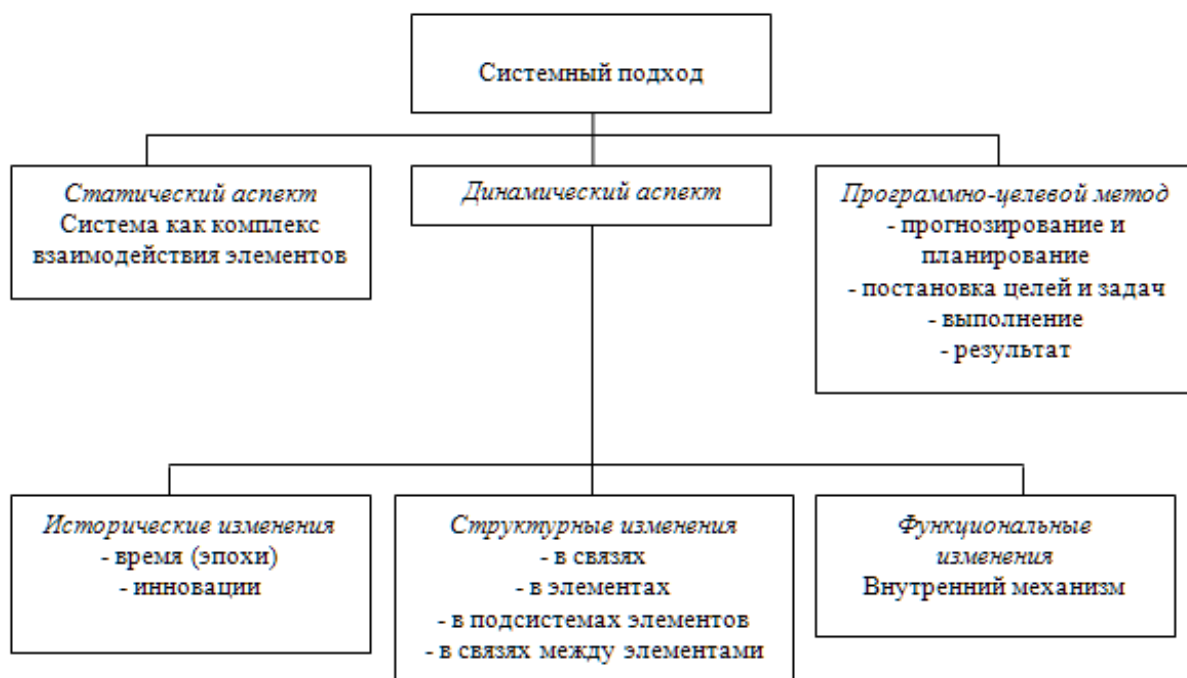 Системный подход
Статический аспект
Система как комплекс
взаимодействия элементов
Динамический аспект
Программно-целевой метод
- прогнозирование и
планирование
- постановка целей и задач
- выполнение
- результат
Исторические изменения
- время (эпохи)
- инновации
Структурные изменения
- в связях
- в элементах
- в подсистемах элементов
- в связях между элементами
Функциональные
изменения
Внутренний механизм